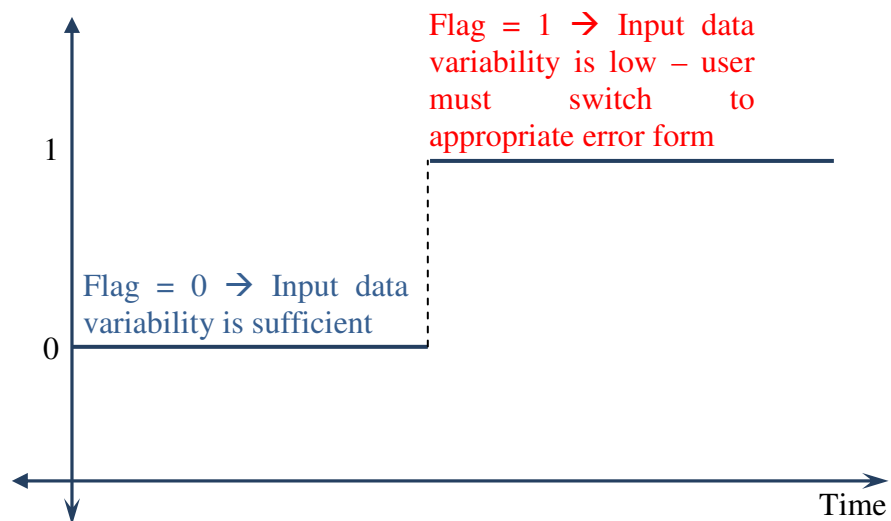 Flag = 1 → Input data
variability is low – user
must switch to
appropriate error form
1
Flag = 0 → Input data
variability is sufficient
0
Time